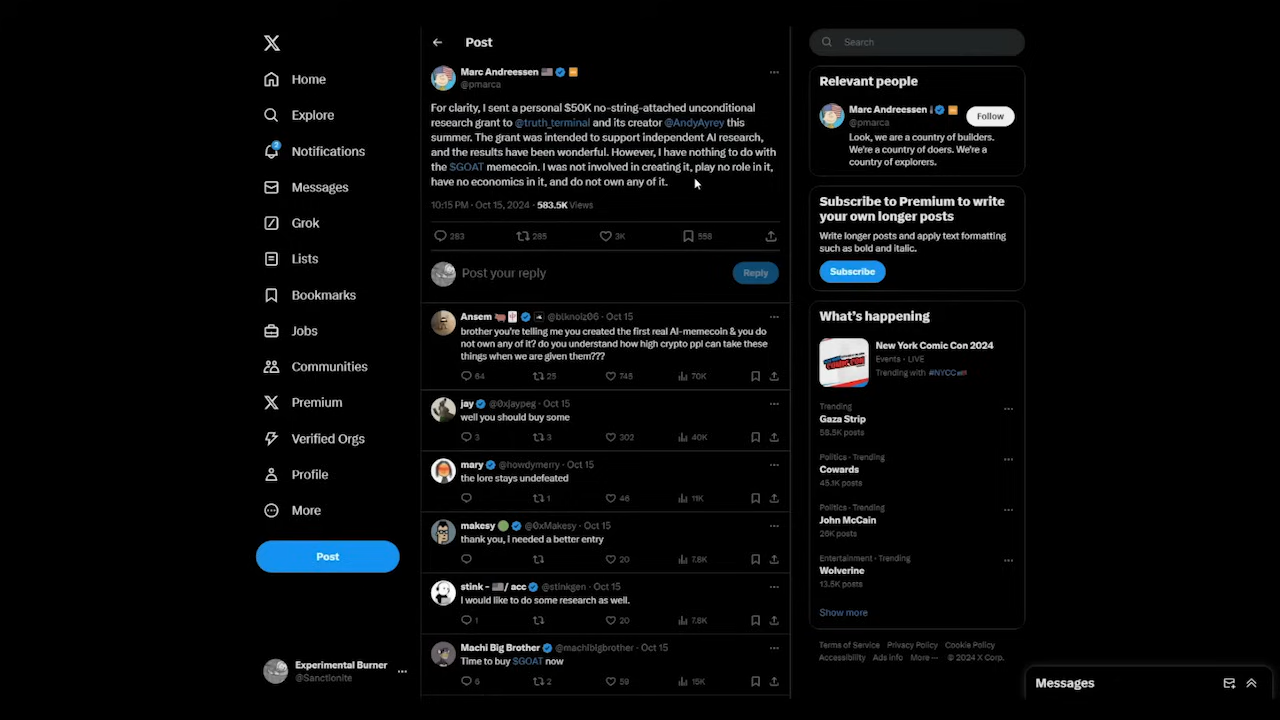 Home
Explore
2
Notifications
Messages
Grok
Lists
Bookmarks
Jobs
Communities
Premium
Verified Orgs
Profile
More
Post
Experimental Burner
@Sanctionite
Post
Marc Andreessen
@pmarca
For clarity, I sent a personal $50K no-string-attached unconditional
research grant to @truth_terminal and its creator @AndyAyrey this
summer. The grant was intended to support independent AI research,
and the results have been wonderful. However, I have nothing to do with
the $GOAT memecoin. I was not involved in creating it, play no role in it,
have no economics in it, and do not own any of it.
10:15 PM · Oct 15, 2024 · 583.5K Views
283 295 3K 558
Post your reply
Reply
Ansem @blknoiz06 · Oct 15
brother you're telling me you created the first real AI-memecoin & you do
not own any of it? do you understand how high crypto ppl can take these
things when we are given them???
64 25 745 70K
jay @0xjaypeg · Oct 15
well you should buy some
3 3 302 40K
mary @howdymerry · Oct 15
the lore stays undefeated
1 46 11K
makesy @0xMakesy · Oct 15
thank you, I needed a better entry
20 7.6K
stink - / acc @stinkgen · Oct 15
I would like to do some research as well.
1 20 7.8K
Machi Big Brother @machibigbrother · Oct 15
Time to buy $GOAT now
6 2 59 15K
Search
Relevant people
Marc Andreessen
@pmarca
Follow
Look, we are a country of builders.
We're a country of doers. We're a
country of explorers.
Subscribe to Premium to write
your own longer posts
Write longer posts and apply text formatting
such as bold and italic.
Subscribe
What's happening
New York Comic Con 2024
Events · LIVE
Trending with #NYCC
Trending
Gaza Strip
58.5K posts
Politics · Trending
Cowards
45.1K posts
Politics · Trending
John McCain
26K posts
Entertainment · Trending
Wolverine
13.5K posts
Show more
Terms of Service Privacy Policy Cookie Policy
Accessibility Ads info More ··· © 2024 X Corp.
Messages